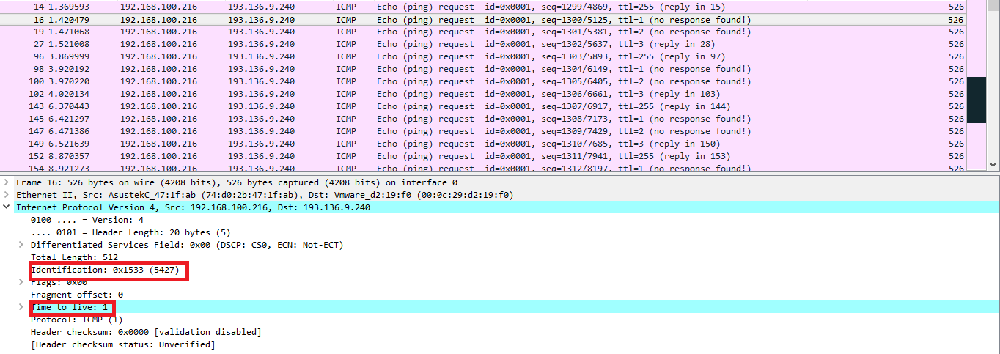 14 1.369593 192.168.100.216 193.136.9.240 ICMP Echo (ping) request id=0x0001, seq=1299/4869, ttl=255 (reply in 15) 526
16 1.420479 192.168.100.216 193.136.9.240 ICMP Echo (ping) request id=0x0001, seq=1300/5125, ttl=1 (no response found!) 526
19 1.471068 192.168.100.216 193.136.9.240 ICMP Echo (ping) request id=0x0001, seq=1301/5381, ttl=2 (no response found!) 526
27 1.521008 192.168.100.216 193.136.9.240 ICMP Echo (ping) request id=0x0001, seq=1302/5637, ttl=3 (reply in 28) 526
96 3.869999 192.168.100.216 193.136.9.240 ICMP Echo (ping) request id=0x0001, seq=1303/5893, ttl=255 (reply in 97) 526
98 3.920192 192.168.100.216 193.136.9.240 ICMP Echo (ping) request id=0x0001, seq=1304/6149, ttl=1 (no response found!) 526
100 3.970220 192.168.100.216 193.136.9.240 ICMP Echo (ping) request id=0x0001, seq=1305/6405, ttl=2 (no response found!) 526
102 4.020134 192.168.100.216 193.136.9.240 ICMP Echo (ping) request id=0x0001, seq=1306/6661, ttl=3 (reply in 103) 526
143 6.370443 192.168.100.216 193.136.9.240 ICMP Echo (ping) request id=0x0001, seq=1307/6917, ttl=255 (reply in 144) 526
145 6.421297 192.168.100.216 193.136.9.240 ICMP Echo (ping) request id=0x0001, seq=1308/7173, ttl=1 (no response found!) 526
147 6.471386 192.168.100.216 193.136.9.240 ICMP Echo (ping) request id=0x0001, seq=1309/7429, ttl=2 (no response found!) 526
149 6.521639 192.168.100.216 193.136.9.240 ICMP Echo (ping) request id=0x0001, seq=1310/7685, ttl=3 (reply in 150) 526
152 8.870357 192.168.100.216 193.136.9.240 ICMP Echo (ping) request id=0x0001, seq=1311/7941, ttl=255 (reply in 153) 526
154 8.921273 192.168.100.216 193.136.9.240 ICMP Echo (ping) request id=0x0001, seq=1312/8197, ttl=1 (no response found!) 526
Frame 16: 526 bytes on wire (4208 bits), 526 bytes captured (4208 bits) on interface 0
Ethernet II, Src: AsustekC_47:1f:ab (74:d0:2b:47:1f:ab), Dst: Vmware_d2:19:f0 (00:0c:29:d2:19:f0)
Internet Protocol Version 4, Src: 192.168.100.216, Dst: 193.136.9.240
0100 .... = Version: 4
.... 0101 = Header Length: 20 bytes (5)
Differentiated Services Field: 0x00 (DSCP: CS0, ECN: Not-ECT)
Total Length: 512
Identification: 0x1533 (5427)
Flags: 0x00
Fragment offset: 0
Time to live: 1
Protocol: ICMP (1)
Header checksum: 0x0000 [validation disabled]
[Header checksum status: Unverified]